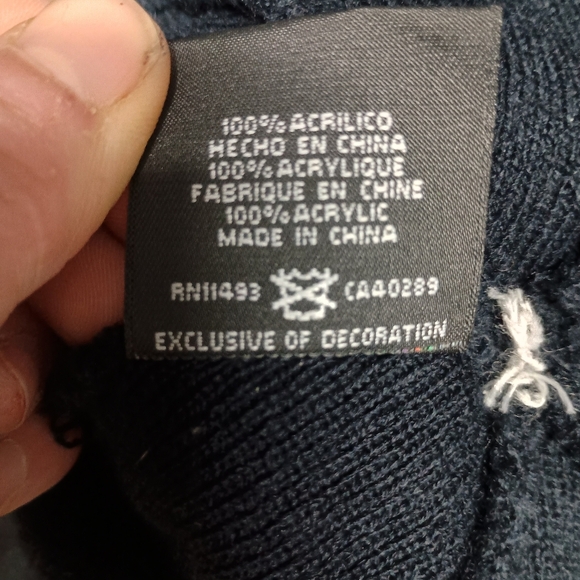 100% ACRILICO
HECHO EN CHINA
100% ACRYLIQUE
FABRIQUE EN CHINE
100% ACRYLIC
MADE IN CHINA
RN11493 CA40289
EXCLUSIVE OF DECORATION